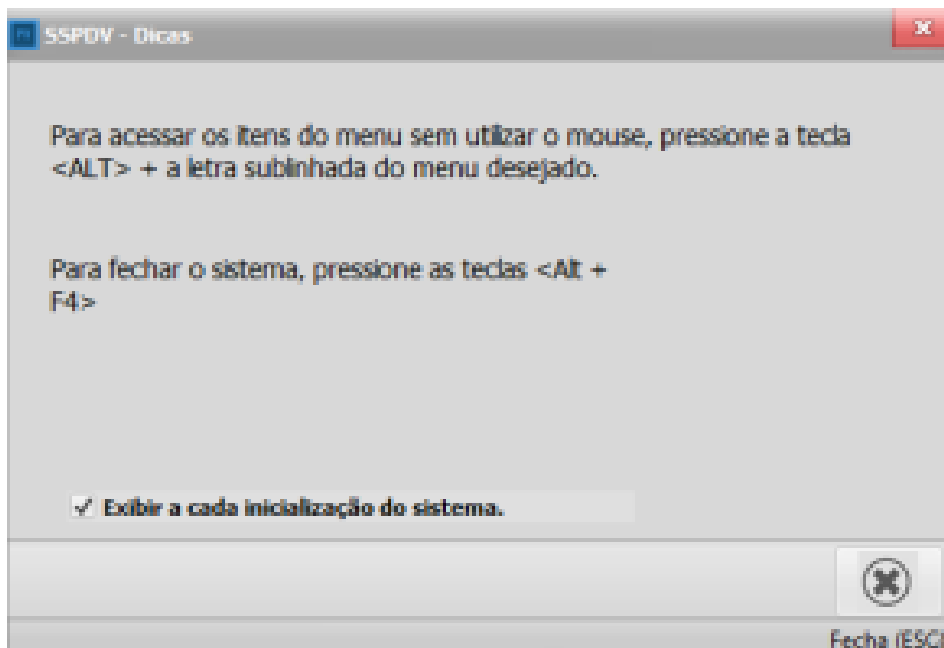 SSPDV - Dicas
Para acessar os itens do menu sem utilizar o mouse, pressione a tecla
<ALT> + a letra sublinhada do menu desejado.
Para fechar o sistema, pressione as teclas <Alt +
F4>
Exibir a cada inicialização do sistema.
Fecha (ESC)